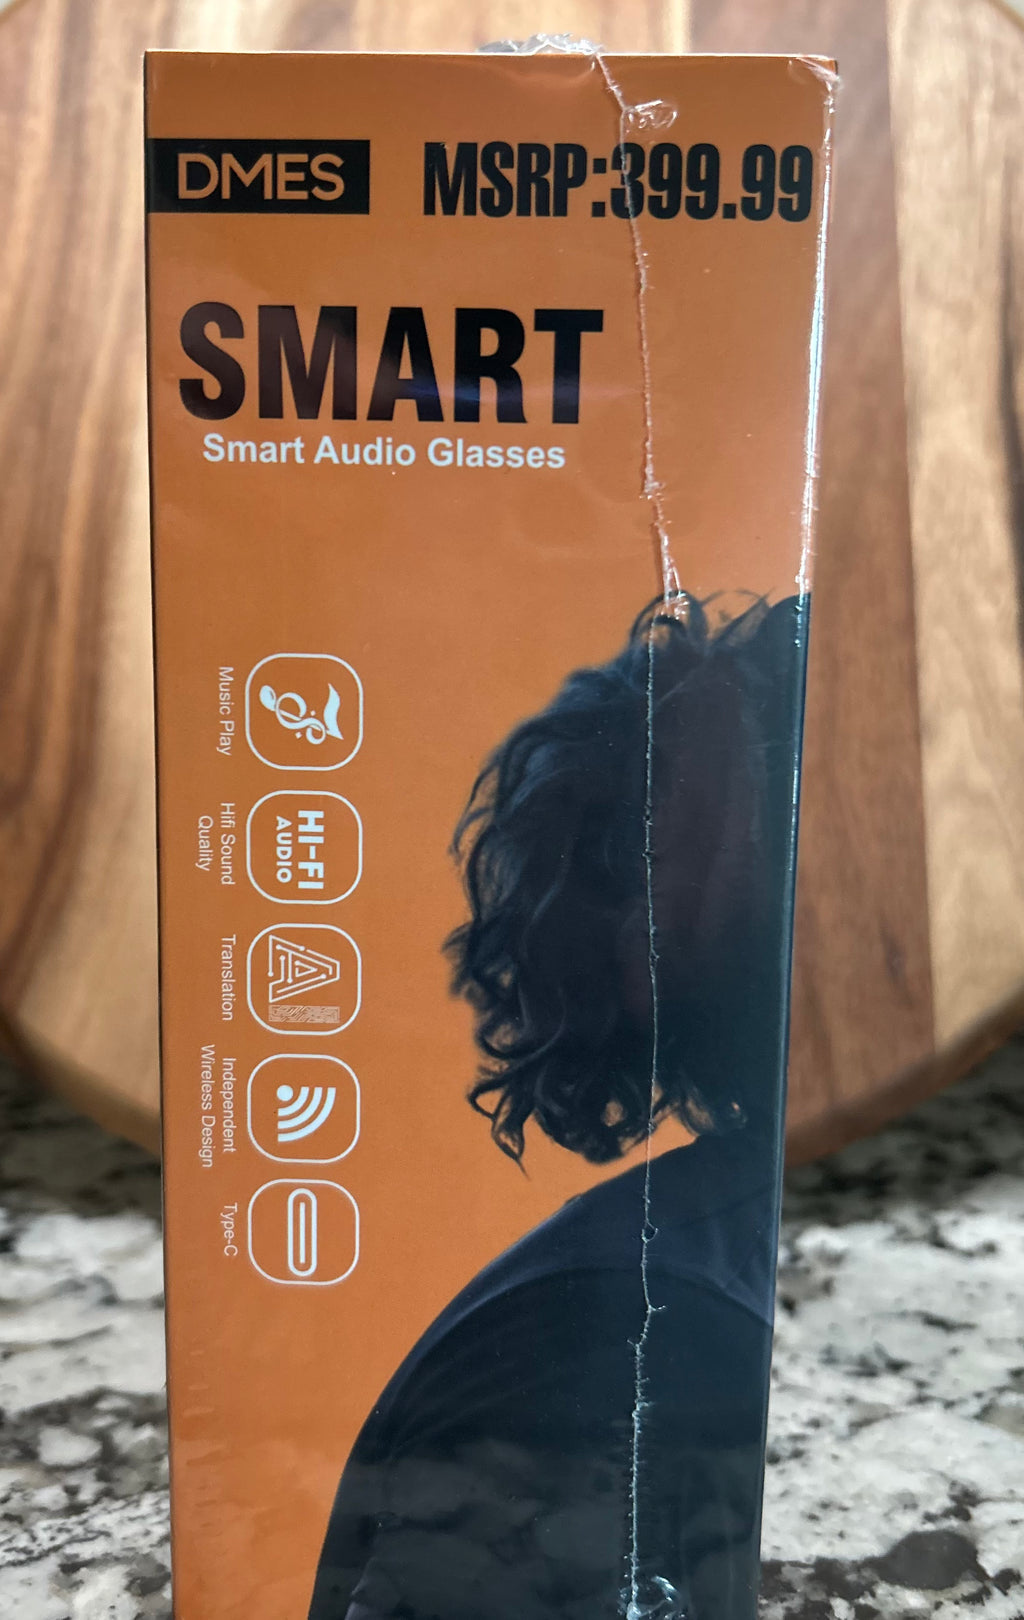 DMES
MSRP:399.99
SMART
Smart Audio Glasses
Music Play
HI-FI
AUDIO
Hifi Sound
Quality
AI
Translation
Independent
Wireless Design
Type-C